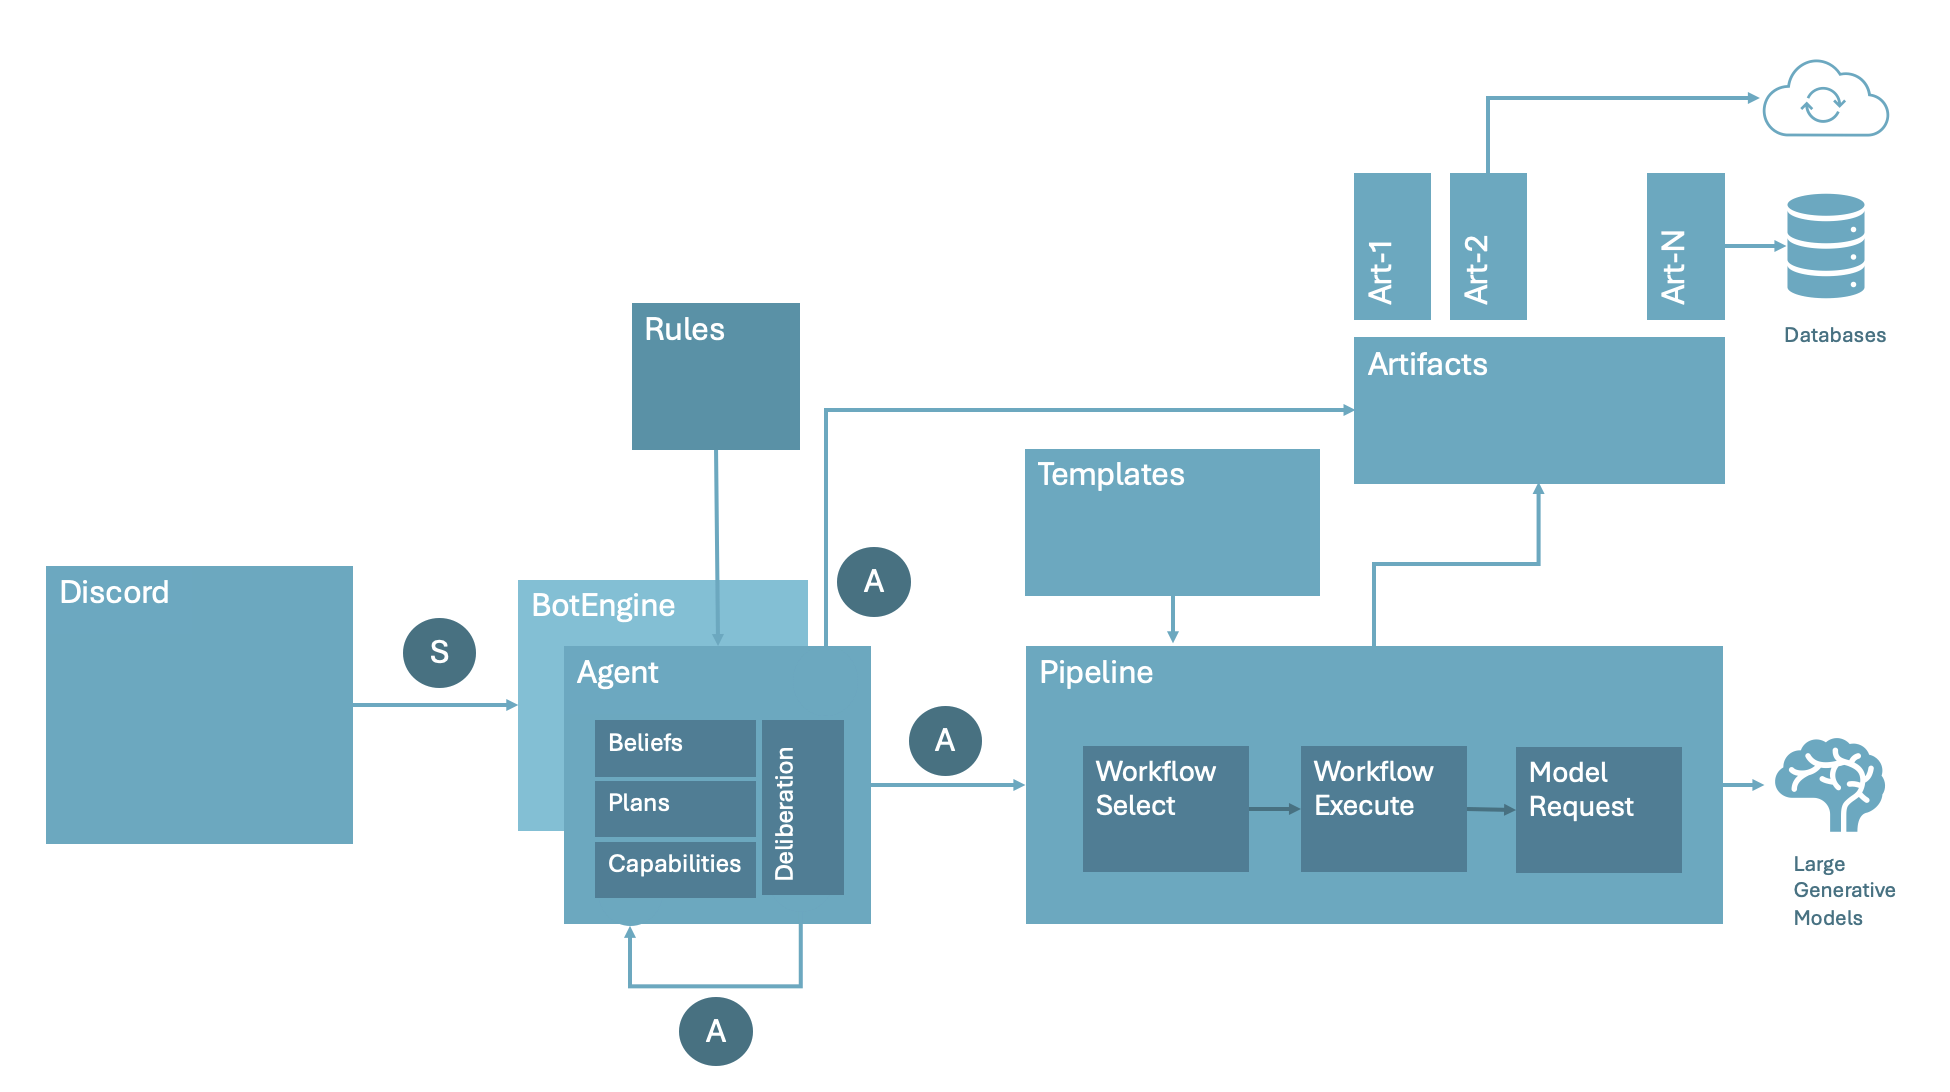 Art-1
Art-2
Art-N
Databases
Rules
Artifacts
Templates
Discord
S
BotEngine
A
Agent
Beliefs
Plans
Capabilities
Deliberation
A
Pipeline
Workflow
Select
Workflow
Execute
Model
Request
Large
Generative
Models
A